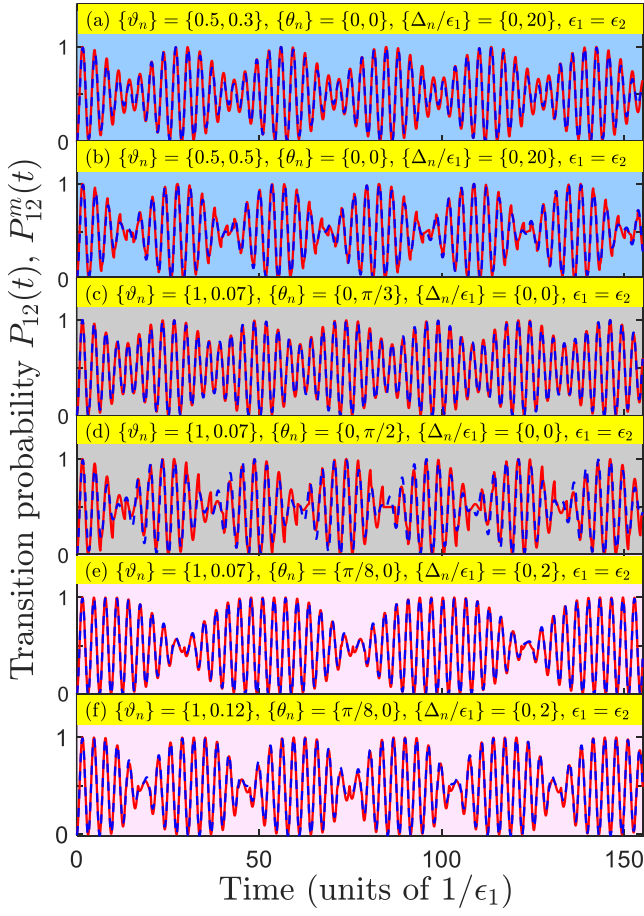 Transition probability P₁₂(t), P₁₂ᵐ(t)
(a) {ϑₙ} = {0.5, 0.3}, {θₙ} = {0, 0}, {Δₙ/ϵ₁} = {0, 20}, ϵ₁ = ϵ₂
1
0
(b) {ϑₙ} = {0.5, 0.5}, {θₙ} = {0, 0}, {Δₙ/ϵ₁} = {0, 20}, ϵ₁ = ϵ₂
1
0
(c) {ϑₙ} = {1, 0.07}, {θₙ} = {0, π/3}, {Δₙ/ϵ₁} = {0, 0}, ϵ₁ = ϵ₂
1
0
(d) {ϑₙ} = {1, 0.07}, {θₙ} = {0, π/2}, {Δₙ/ϵ₁} = {0, 0}, ϵ₁ = ϵ₂
1
0
(e) {ϑₙ} = {1, 0.07}, {θₙ} = {π/8, 0}, {Δₙ/ϵ₁} = {0, 2}, ϵ₁ = ϵ₂
1
0
(f) {ϑₙ} = {1, 0.12}, {θₙ} = {π/8, 0}, {Δₙ/ϵ₁} = {0, 2}, ϵ₁ = ϵ₂
1
0
0 50 100 150
Time (units of 1/ϵ₁)